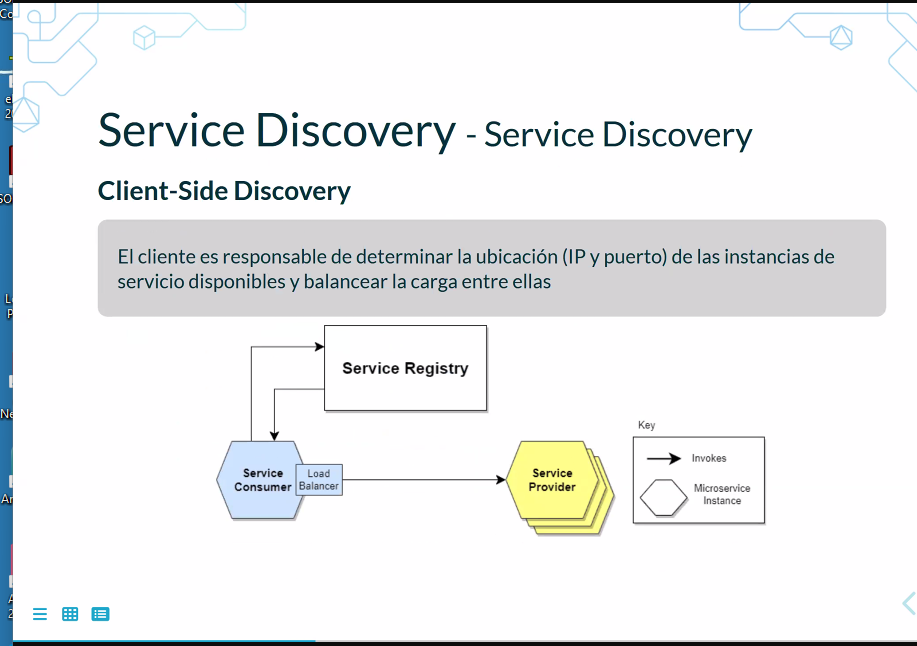 Service Discovery - Service Discovery
Client-Side Discovery
El cliente es responsable de determinar la ubicación (IP y puerto) de las instancias de
servicio disponibles y balancear la carga entre ellas
Service Registry
Service
Consumer
Load
Balancer
Service
Provider
Key
Invokes
Microservice
Instance